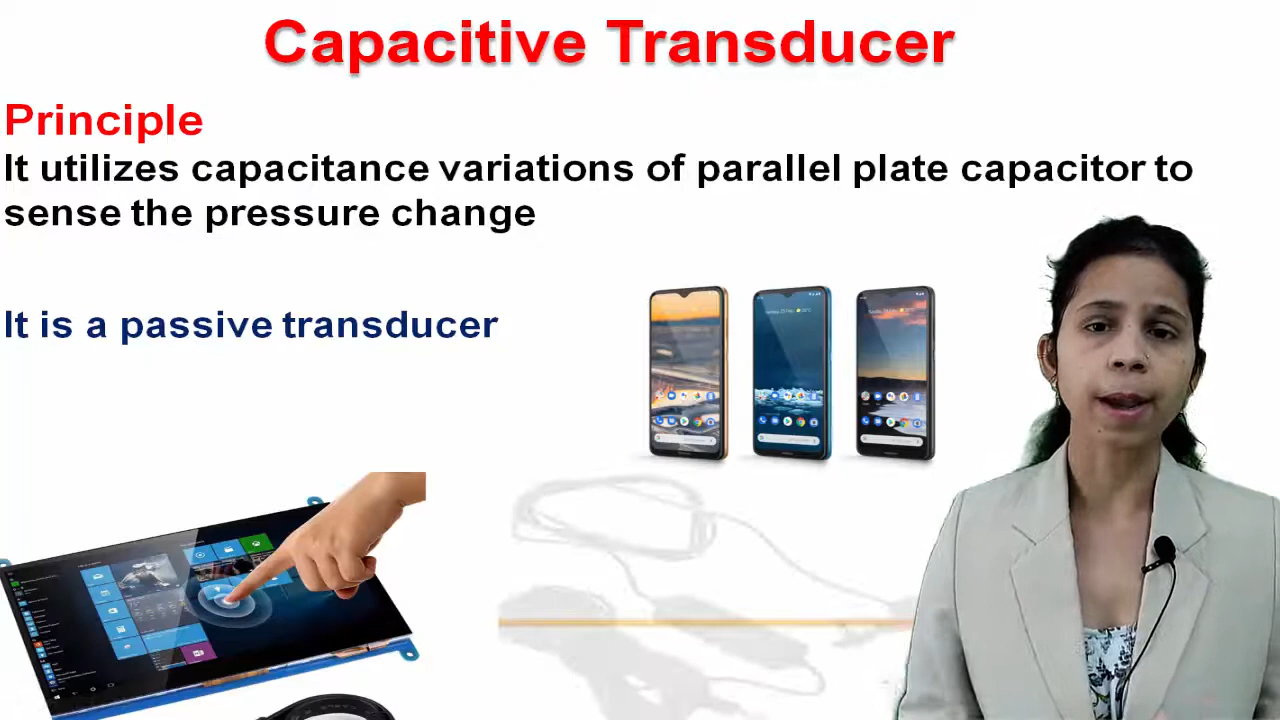 Capacitive Transducer
Principle
It utilizes capacitance variations of parallel plate capacitor to
sense the pressure change
It is a passive transducer